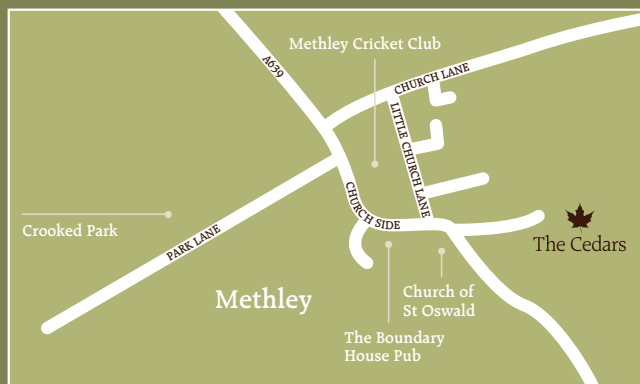 Methley Cricket Club
A639
CHURCH LANE
LITTLE CHURCH LANE
CHURCH SIDE
Crooked Park
PARK LANE
The Cedars
Methley
Church of
St Oswald
The Boundary
House Pub